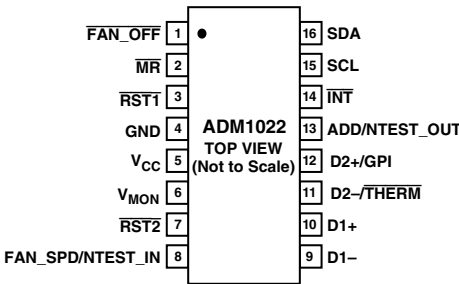 FAN_OFF 1
MR 2
RST1 3
GND 4
VCC 5
VMON 6
RST2 7
FAN_SPD/NTEST_IN 8
ADM1022
TOP VIEW
(Not to Scale)
16 SDA
15 SCL
14 INT
13 ADD/NTEST_OUT
12 D2+/GPI
11 D2–/THERM
10 D1+
9 D1–